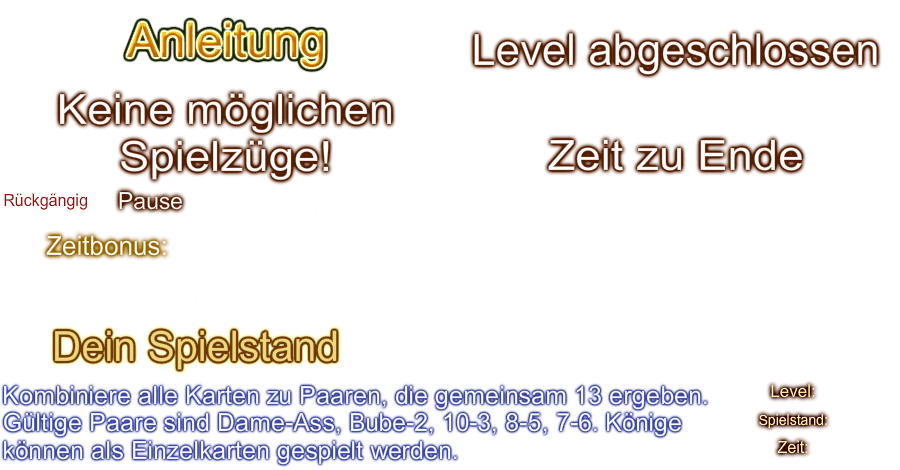 Anleitung
Level abgeschlossen
Keine möglichen
Spielzüge!
Zeit zu Ende
Rückgängig
Pause
Zeitbonus:
Dein Spielstand
Kombiniere alle Karten zu Paaren, die gemeinsam 13 ergeben.
Gültige Paare sind Dame-Ass, Bube-2, 10-3, 8-5, 7-6. Könige
können als Einzelkarten gespielt werden.
Level:
Spielstand:
Zeit: